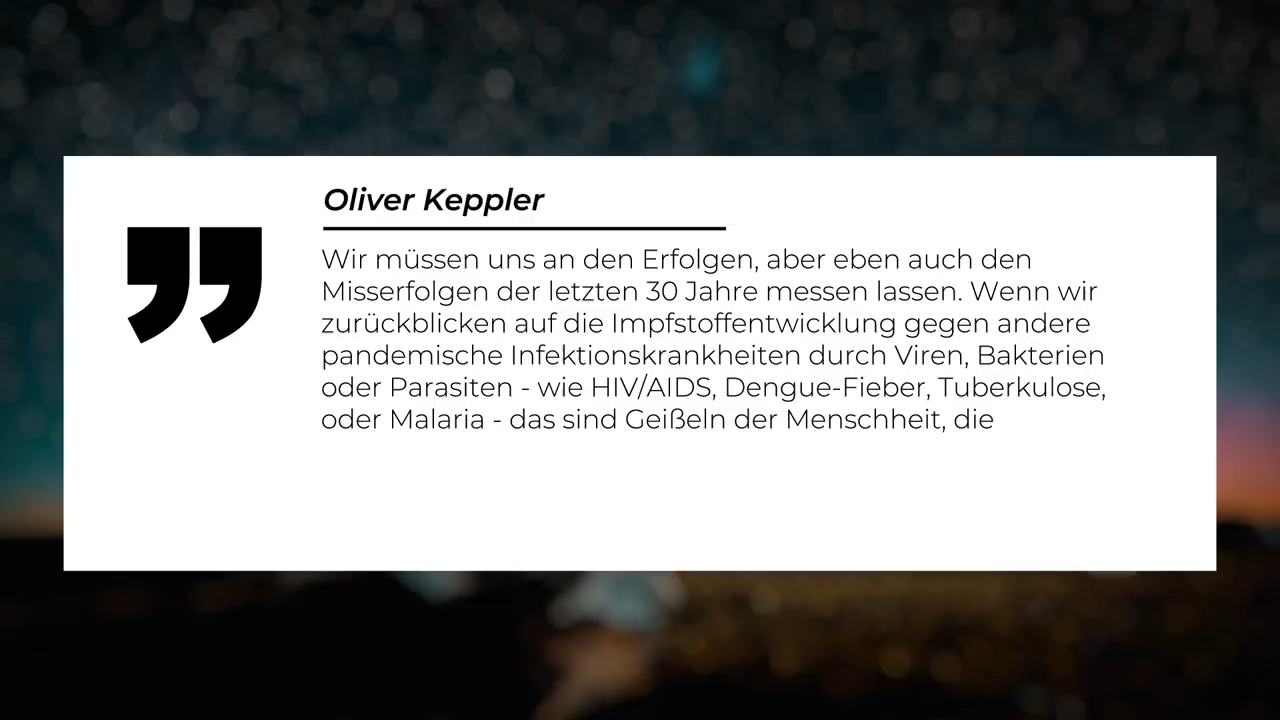 Oliver Keppler
Wir müssen uns an den Erfolgen, aber eben auch den
Misserfolgen der letzten 30 Jahre messen lassen. Wenn wir
zurückblicken auf die Impfstoffentwicklung gegen andere
pandemische Infektionskrankheiten durch Viren, Bakterien
oder Parasiten - wie HIV/AIDS, Dengue-Fieber, Tuberkulose,
oder Malaria - das sind Geißeln der Menschheit, die